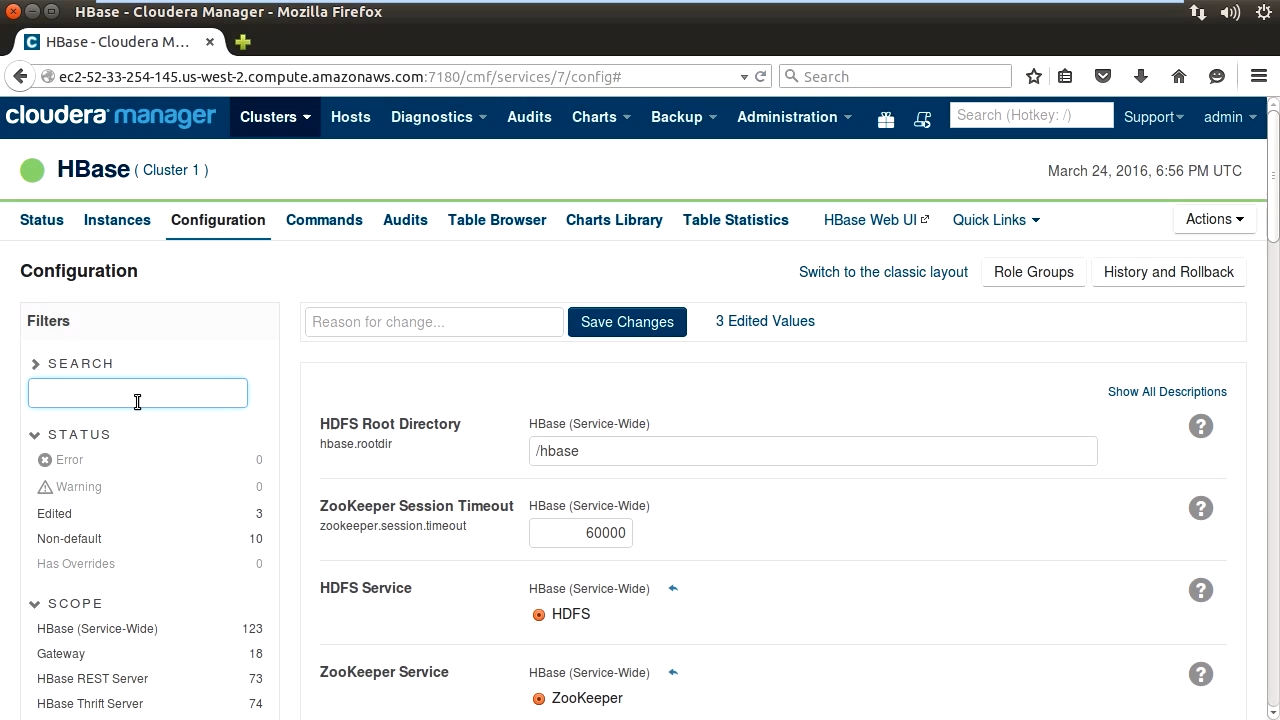 HBase - Cloudera Manager - Mozilla Firefox
HBase - Cloudera M...
ec2-52-33-254-145.us-west-2.compute.amazonaws.com:7180/cmf/services/7/config#
Search
cloudera manager
Clusters
Hosts
Diagnostics
Audits
Charts
Backup
Administration
Search (Hotkey: /)
Support
admin
HBase ( Cluster 1 )
March 24, 2016, 6:56 PM UTC
Status
Instances
Configuration
Commands
Audits
Table Browser
Charts Library
Table Statistics
HBase Web UI
Quick Links
Actions
Configuration
Switch to the classic layout
Role Groups
History and Rollback
Filters
Reason for change...
Save Changes
3 Edited Values
SEARCH
STATUS
Error 0
Warning 0
Edited 3
Non-default 10
Has Overrides 0
SCOPE
HBase (Service-Wide) 123
Gateway 18
HBase REST Server 73
HBase Thrift Server 74
Show All Descriptions
HDFS Root Directory
hbase.rootdir
HBase (Service-Wide)
/hbase
ZooKeeper Session Timeout
zookeeper.session.timeout
HBase (Service-Wide)
60000
HDFS Service
HBase (Service-Wide)
HDFS
ZooKeeper Service
HBase (Service-Wide)
ZooKeeper